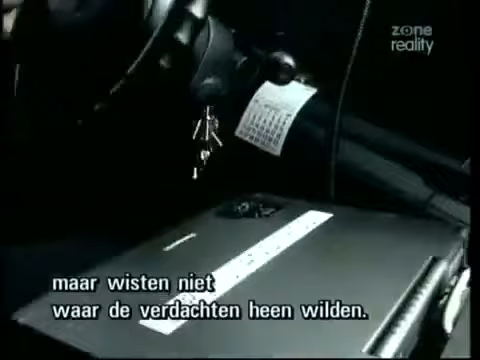 zone
reality
maar wisten niet
waar de verdachten heen wilden.